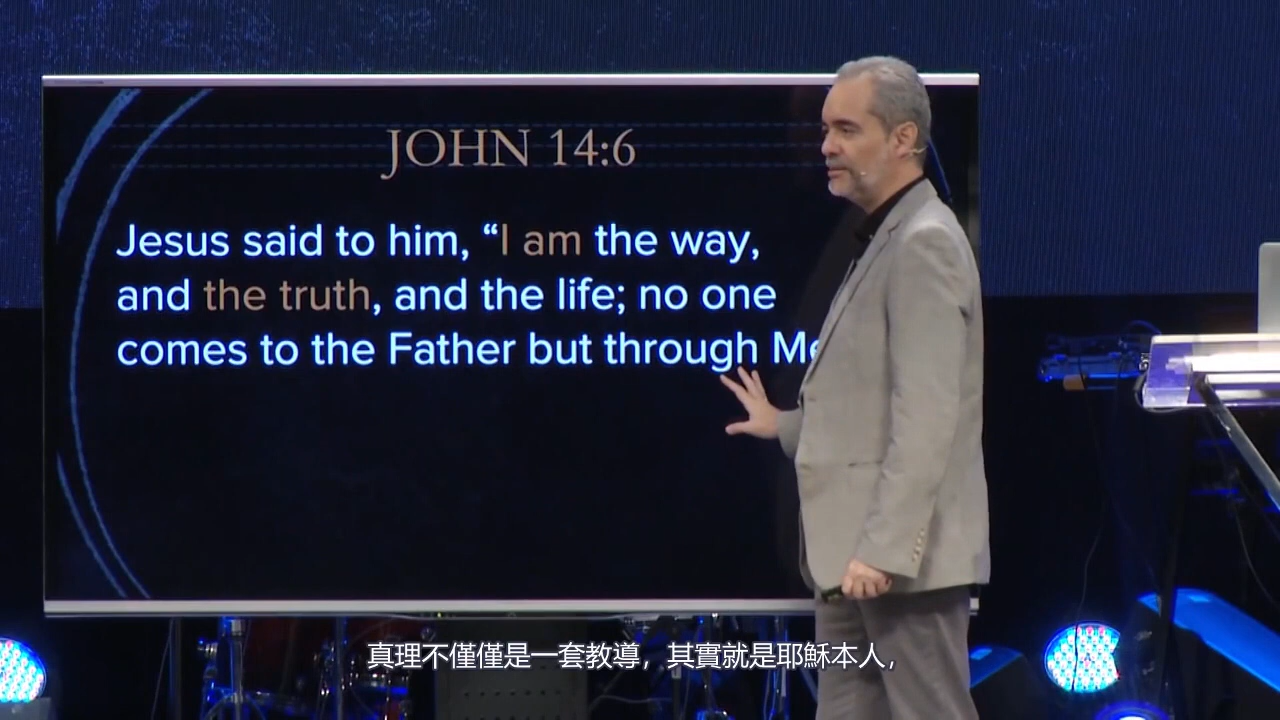 JOHN 14:6
Jesus said to him, “I am the way,
and the truth, and the life; no one
comes to the Father but through Me
真理不僅僅是一套教導，其實就是耶穌本人，